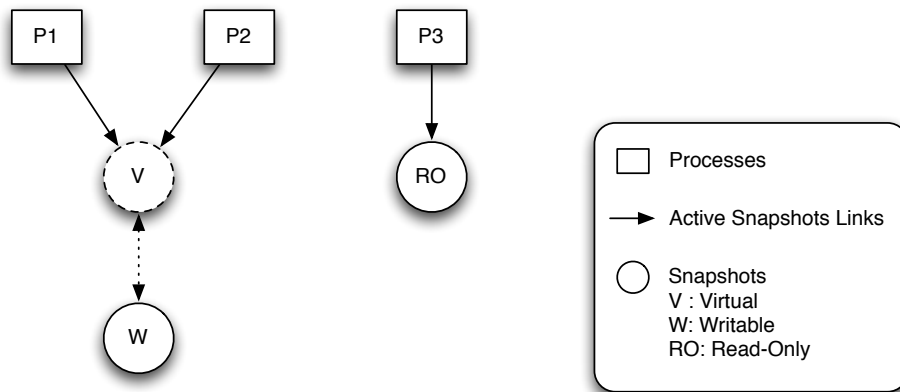 P1
P2
P3
V
RO
W
Processes
Active Snapshots Links
Snapshots
V : Virtual
W: Writable
RO: Read-Only